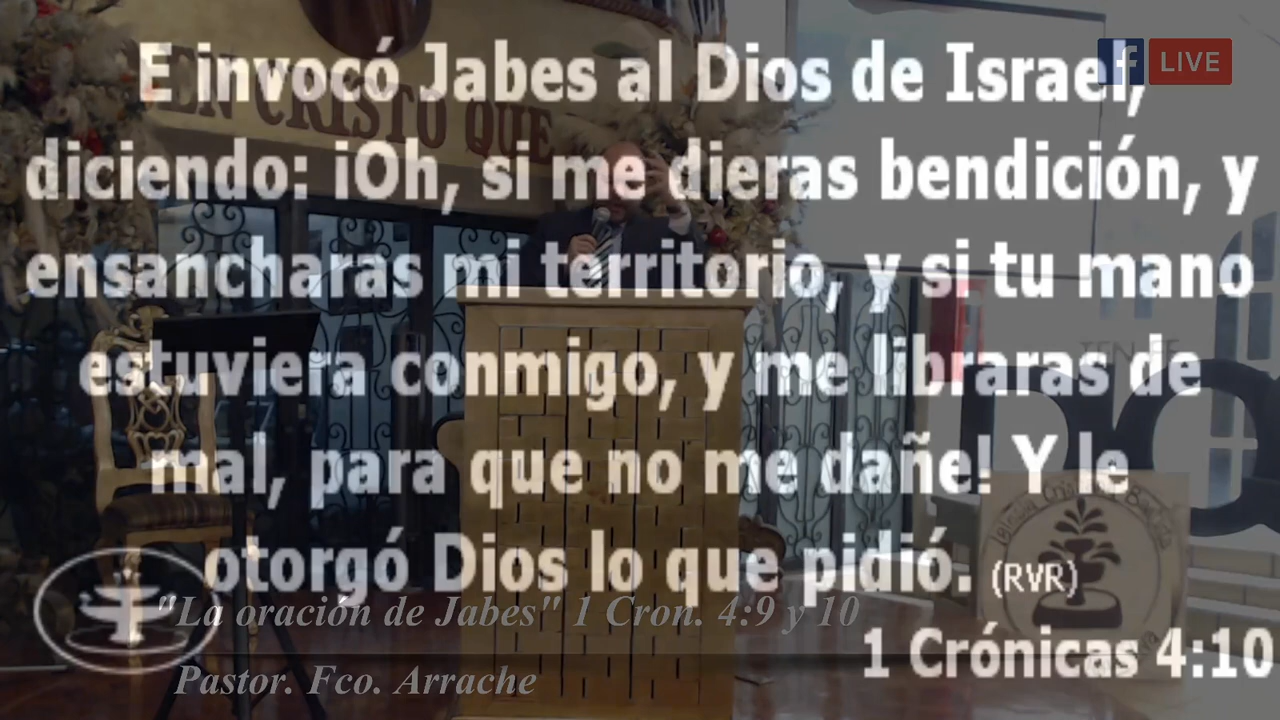 E invocó Jabes al Dios de Israel,
diciendo: ¡Oh, si me dieras bendición, y
ensancharas mi territorio, y si tu mano
estuviera conmigo, y me libraras de
mal, para que no me dañe! Y le
otorgó Dios lo que pidió. (RVR)
1 Crónicas 4:10
"La oración de Jabes" 1 Cron. 4:9 y 10
Pastor. Fco. Arrache
f LIVE
EN CRISTO QUE
TEN FE